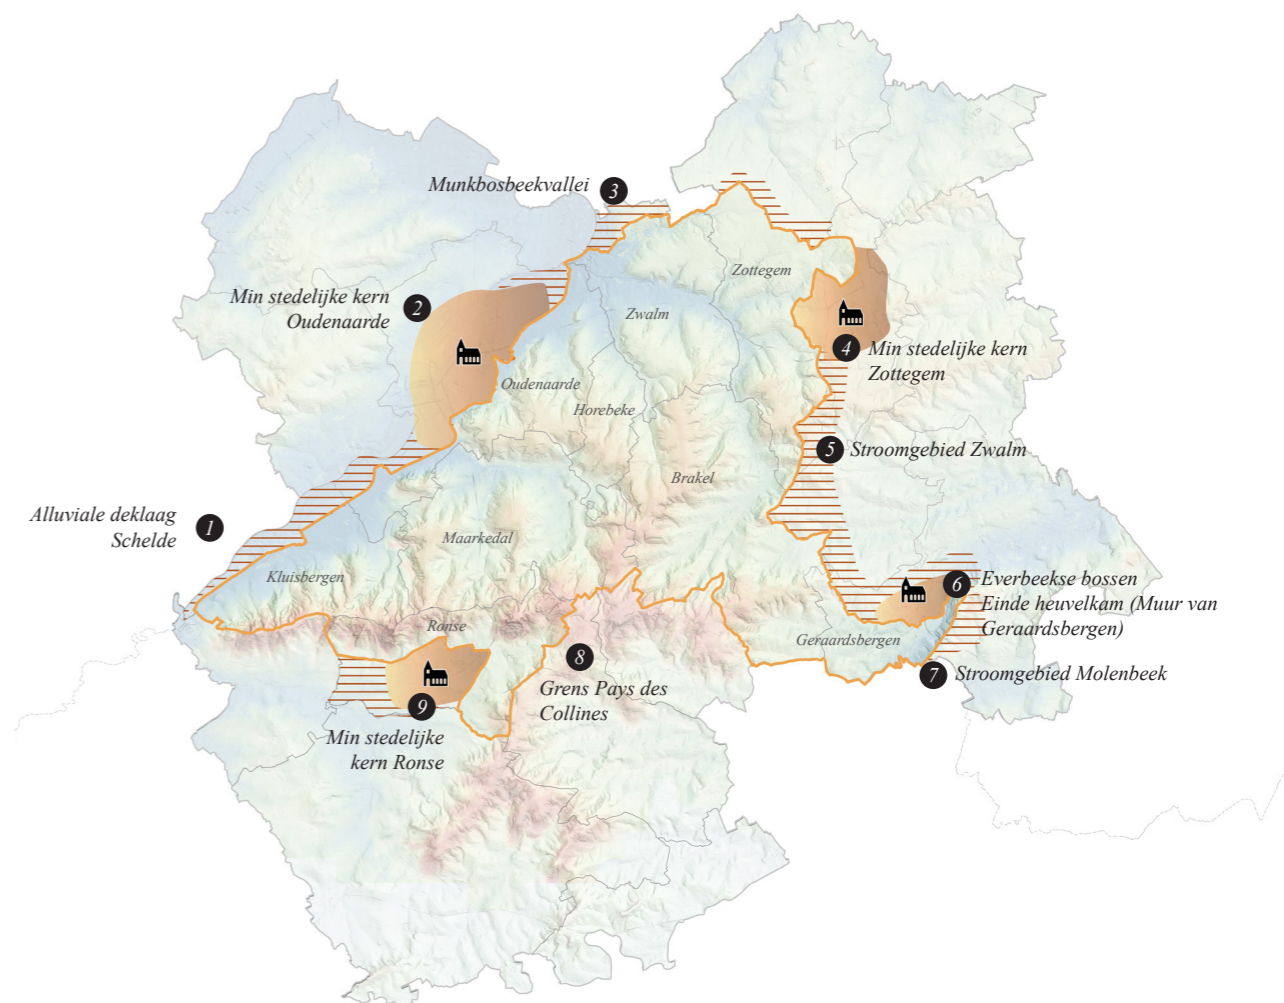 Munkbosbeekvallei 3
Zottegem
Min stedelijke kern
Oudenaarde
2
Zwalm
4 Min stedelijke kern
Zottegem
Oudenaarde
Horebeke
5 Stroomgebied Zwalm
Brakel
Alluviale deklaag
Schelde
1
Maarkedal
Kluisbergen
6 Everbeekse bossen
Einde heuvelkam (Muur van
Geraardsbergen)
Ronse
Geraardsbergen
8
Grens Pays des
Collines
7 Stroomgebied Molenbeek
9
Min stedelijke
kern Ronse